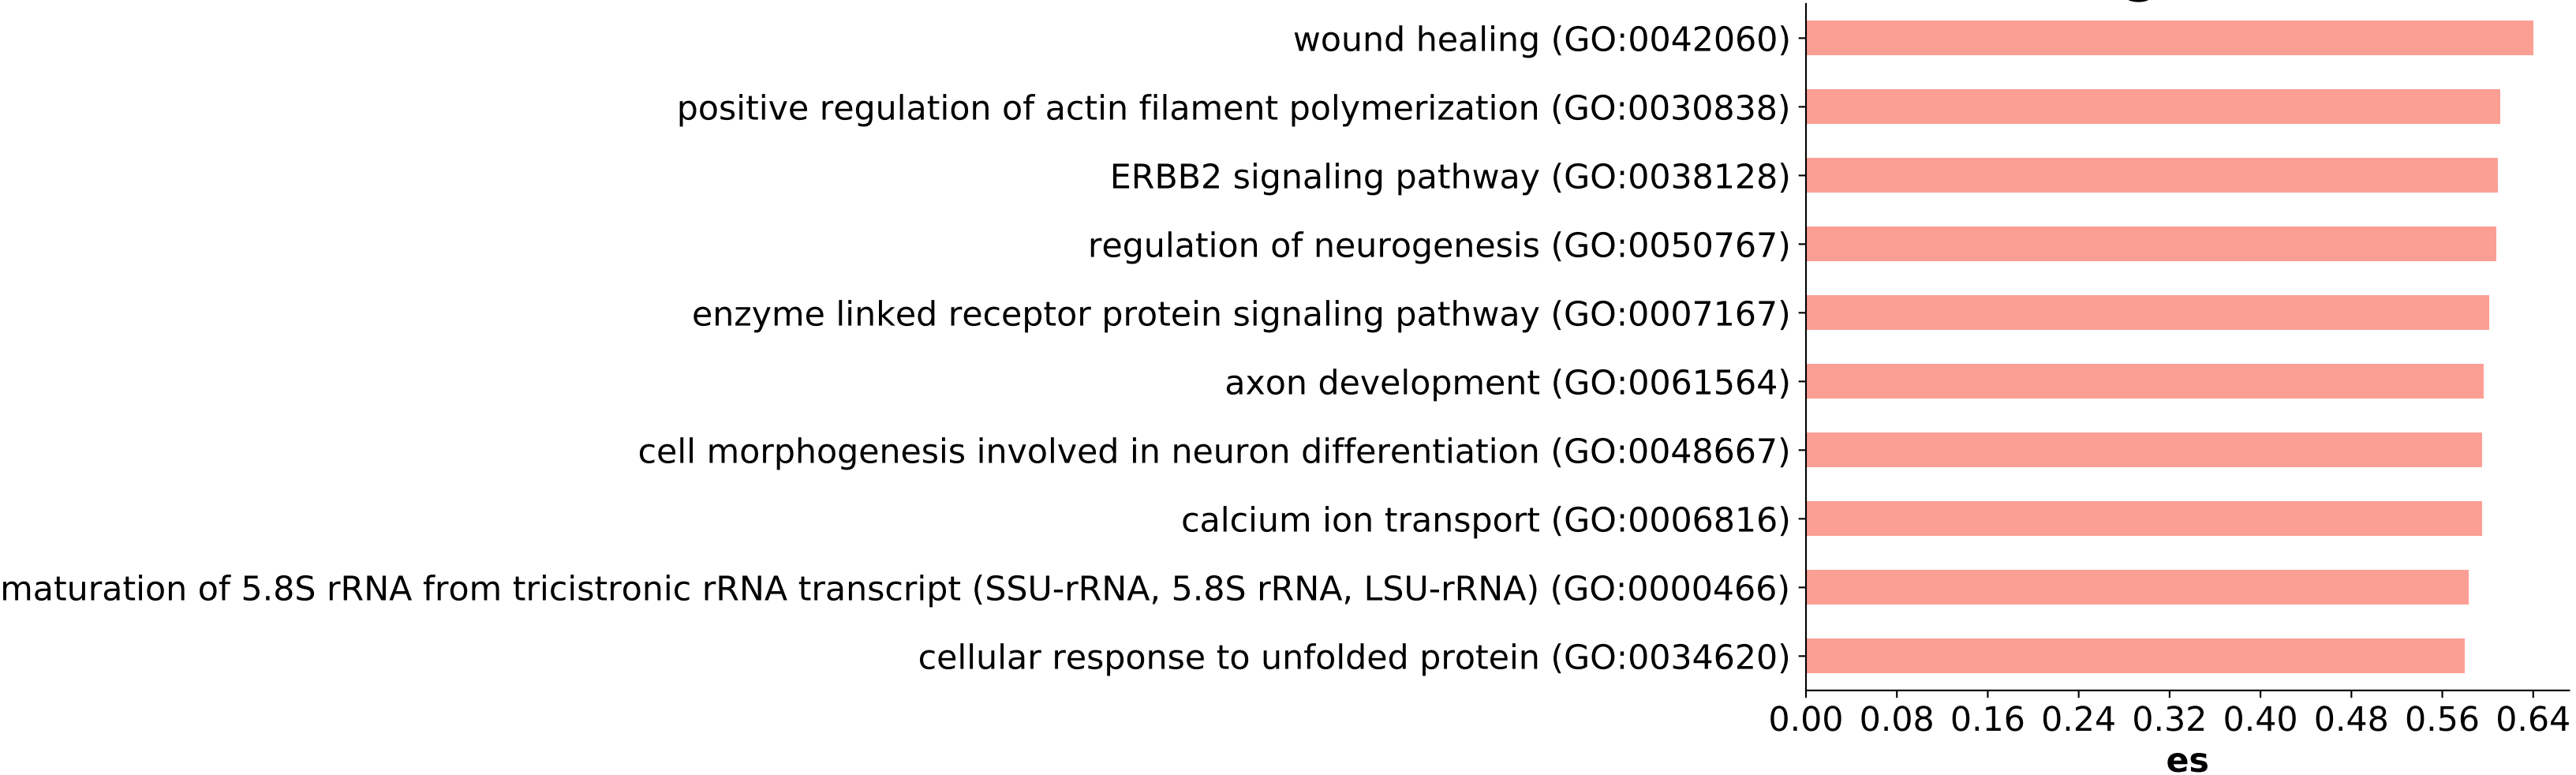 wound healing (GO:0042060)
positive regulation of actin filament polymerization (GO:0030838)
ERBB2 signaling pathway (GO:0038128)
regulation of neurogenesis (GO:0050767)
enzyme linked receptor protein signaling pathway (GO:0007167)
axon development (GO:0061564)
cell morphogenesis involved in neuron differentiation (GO:0048667)
calcium ion transport (GO:0006816)
maturation of 5.8S rRNA from tricistronic rRNA transcript (SSU-rRNA, 5.8S rRNA, LSU-rRNA) (GO:0000466)
cellular response to unfolded protein (GO:0034620)
0.00 0.08 0.16 0.24 0.32 0.40 0.48 0.56 0.64
es